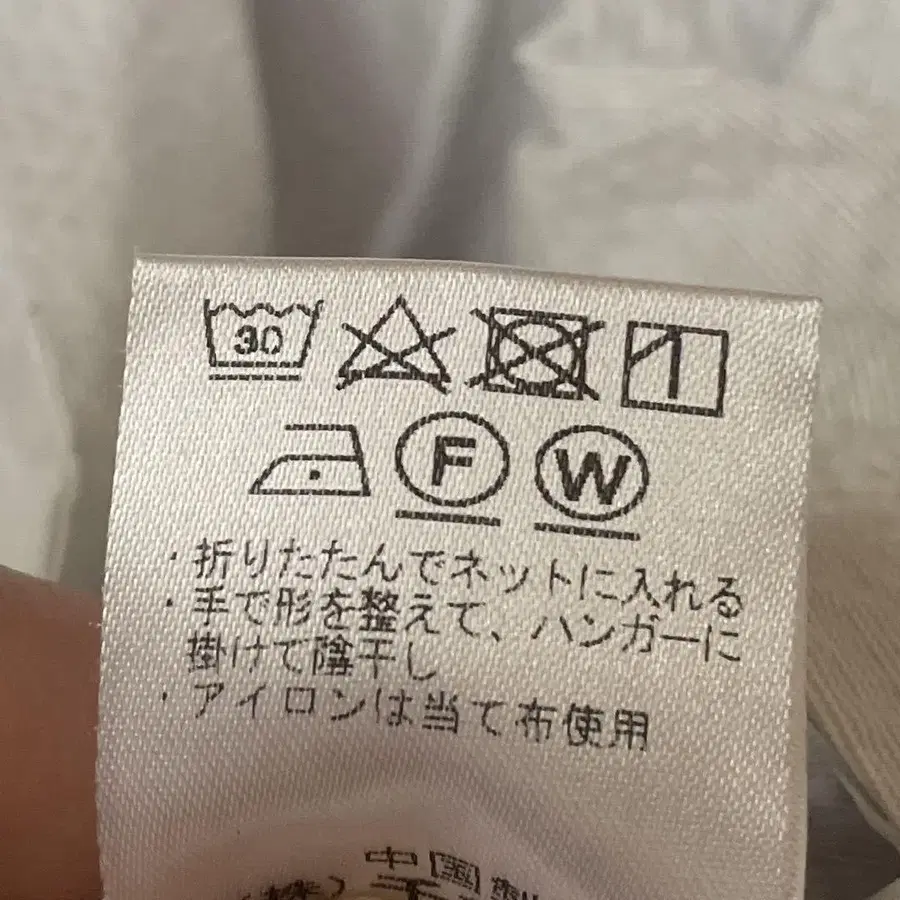 30
F W
・折りたたんでネットに入れる
・手で形を整えて、ハンガーに
掛けて陰干し
・アイロンは当て布使用
中国製